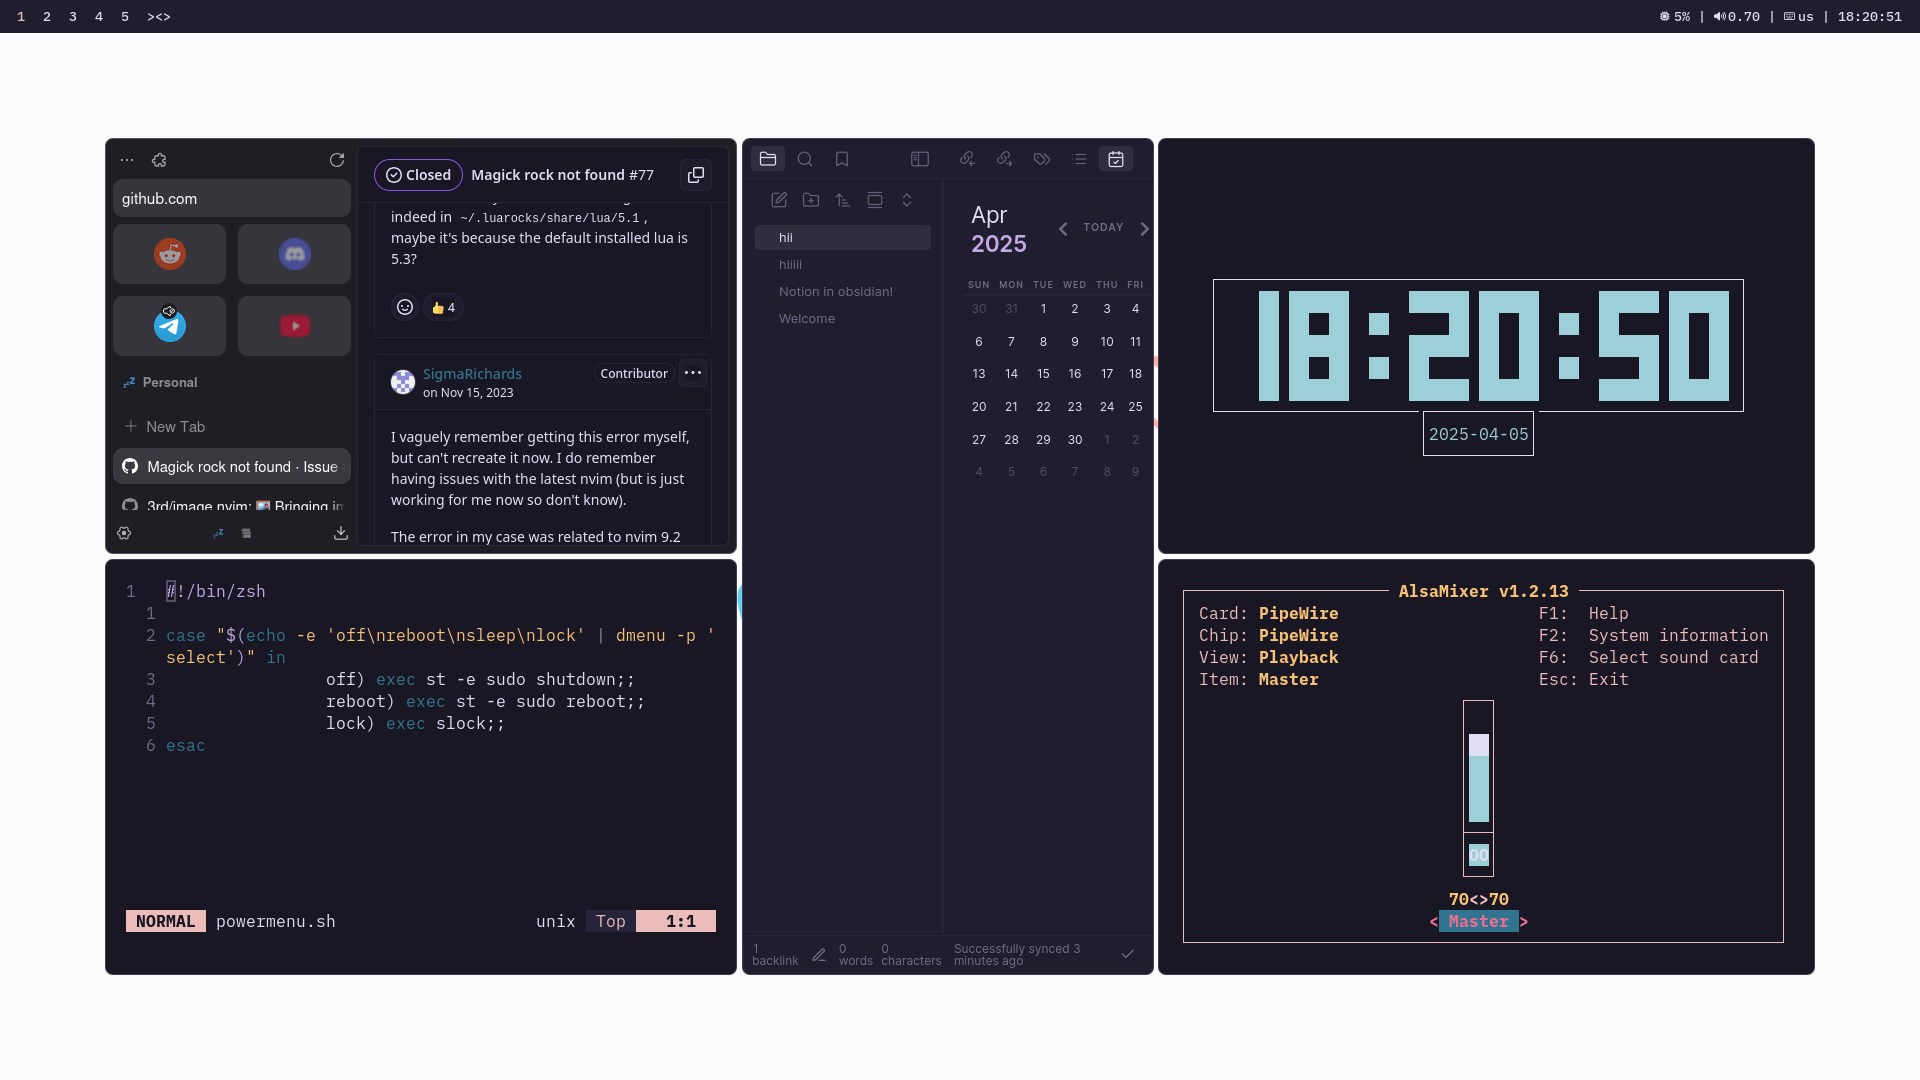 1 2 3 4 5 ><>
5% | 0.70 | us | 18:20:51
github.com
Personal
New Tab
Magick rock not found · Issue
3rd/image.nvim: Bringing im
Closed Magick rock not found #77
indeed in ~/.luarocks/share/lua/5.1 ,
maybe it's because the default installed lua is
5.3?
4
SigmaRichards
on Nov 15, 2023
Contributor
I vaguely remember getting this error myself,
but can't recreate it now. I do remember
having issues with the latest nvim (but is just
working for me now so don't know).
The error in my case was related to nvim 9.2
hii
hiiiii
Notion in obsidian!
Welcome
Apr
2025
TODAY
SUN MON TUE WED THU FRI
30 31 1 2 3 4
6 7 8 9 10 11
13 14 15 16 17 18
20 21 22 23 24 25
27 28 29 30 1 2
4 5 6 7 8 9
1
backlink
0
words
0
characters
Successfully synced 3
minutes ago
18:20:50
2025-04-05
1 #!/bin/zsh
1
2 case "$(echo -e 'off\nreboot\nsleep\nlock' | dmenu -p '
select')" in
3 off) exec st -e sudo shutdown;;
4 reboot) exec st -e sudo reboot;;
5 lock) exec slock;;
6 esac
NORMAL powermenu.sh unix Top 1:1
AlsaMixer v1.2.13
Card: PipeWire F1: Help
Chip: PipeWire F2: System information
View: Playback F6: Select sound card
Item: Master Esc: Exit
OO
70<>70
< Master >